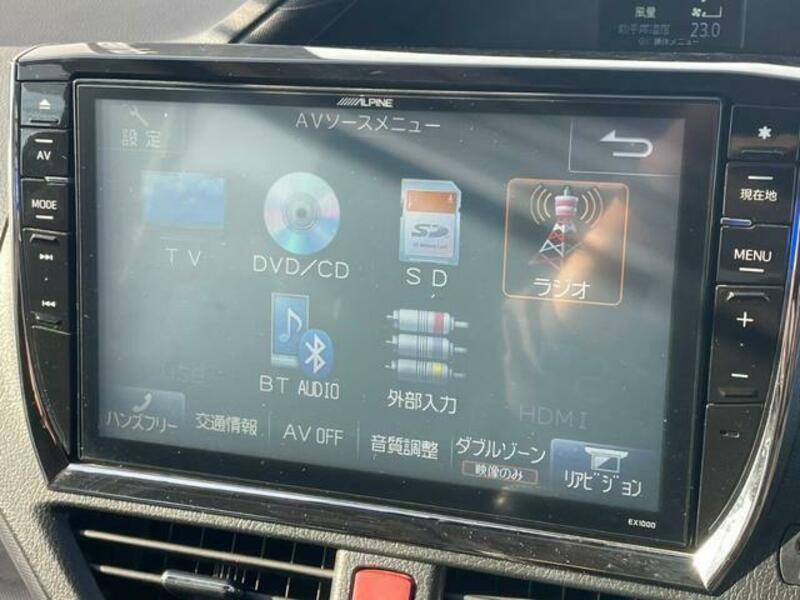 風量
23.0
ALPINE
AVソースメニュー
設定
AV
MODE
現在地
MENU
TV
DVD/CD
SD
ラジオ
USB
BT AUDIO
外部入力
HDMI
ハンズフリー
交通情報
AV OFF
音質調整
ダブルゾーン
映像のみ
リアビジョン
EX1000